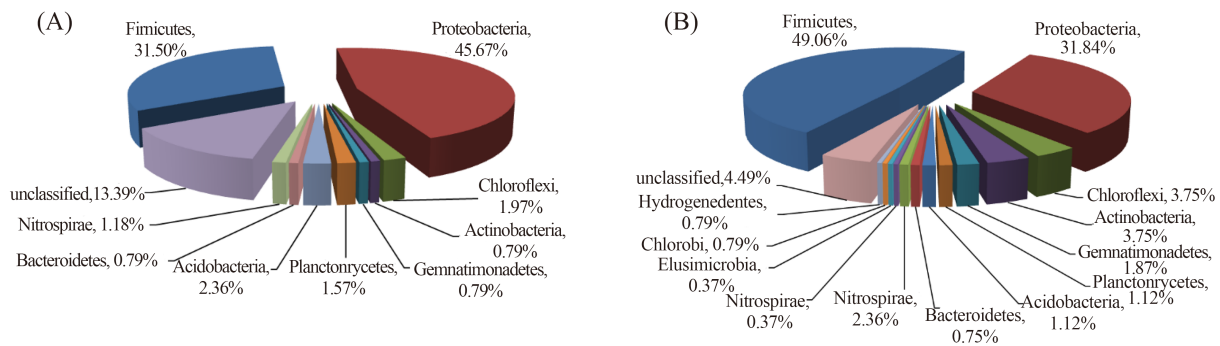 (A)
Firnicutes,
31.50%
Proteobacteria,
45.67%
unclassified,13.39%
Nitrospirae, 1.18%
Bacteroidetes, 0.79%
Acidobacteria,
2.36%
Planctonrycetes,
1.57%
Gemnatimonadetes,
0.79%
Actinobacteria,
0.79%
Chloroflexi,
1.97%
(B)
Firnicutes,
49.06%
Proteobacteria,
31.84%
unclassified,4.49%
Hydrogenedentes,
0.79%
Chlorobi, 0.79%
Elusimicrobia,
0.37%
Nitrospirae,
0.37%
Nitrospirae,
2.36%
Bacteroidetes,
0.75%
Acidobacteria,
1.12%
Planctonrycetes,
1.12%
Gemnatimonadetes,
1.87%
Actinobacteria,
3.75%
Chloroflexi, 3.75%